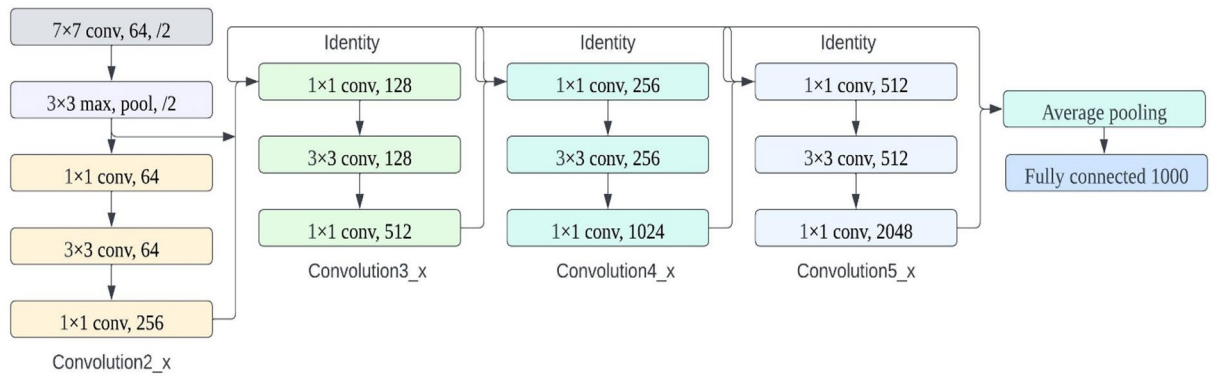 7×7 conv, 64, /2
3×3 max, pool, /2
1×1 conv, 64
3×3 conv, 64
1×1 conv, 256
Convolution2_x
Identity
1×1 conv, 128
3×3 conv, 128
1×1 conv, 512
Convolution3_x
Identity
1×1 conv, 256
3×3 conv, 256
1×1 conv, 1024
Convolution4_x
Identity
1×1 conv, 512
3×3 conv, 512
1×1 conv, 2048
Convolution5_x
Average pooling
Fully connected 1000